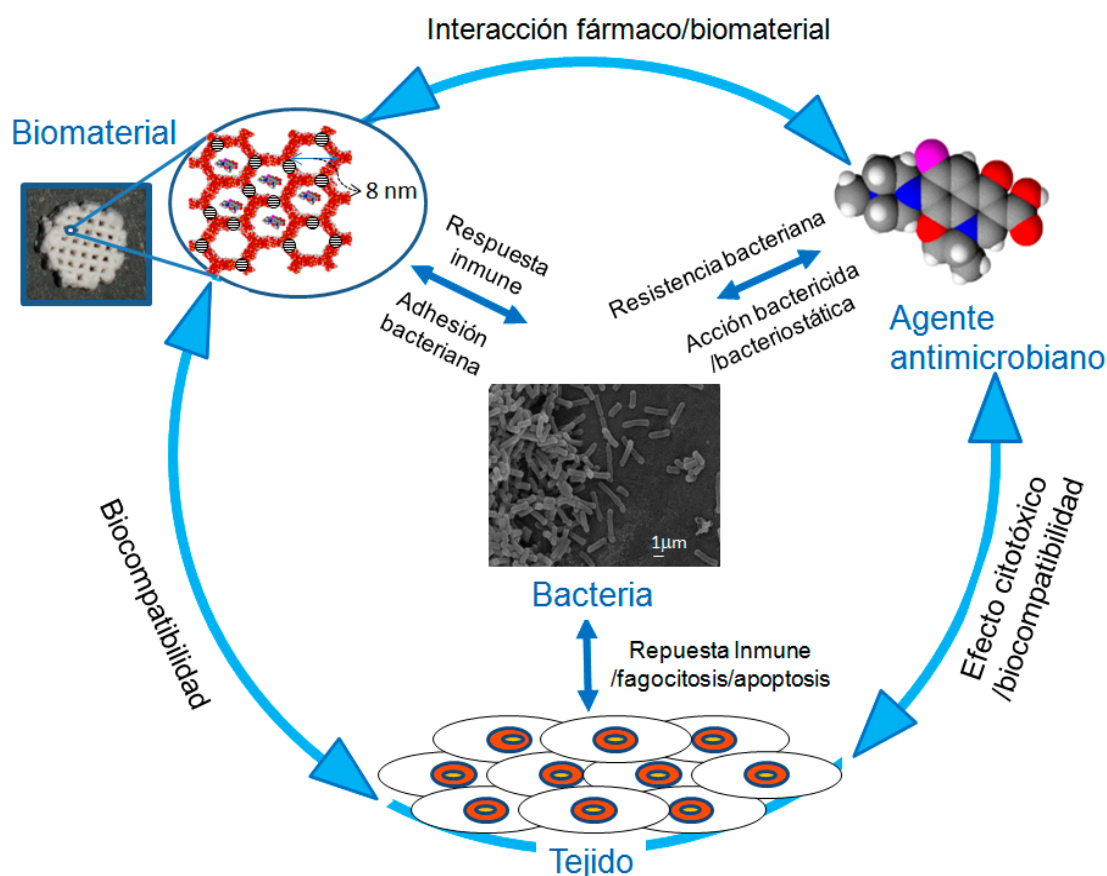 Interacción fármaco/biomaterial
Biomaterial
8 nm
Respuesta
inmune
Adhesión
bacteriana
Resistencia bacteriana
Acción bactericida
/bacteriostática
Agente
antimicrobiano
1µm
Bacteria
Biocompatibilidad
Efecto citotóxico
/biocompatibilidad
Repuesta Inmune
/fagocitosis/apoptosis
Tejido